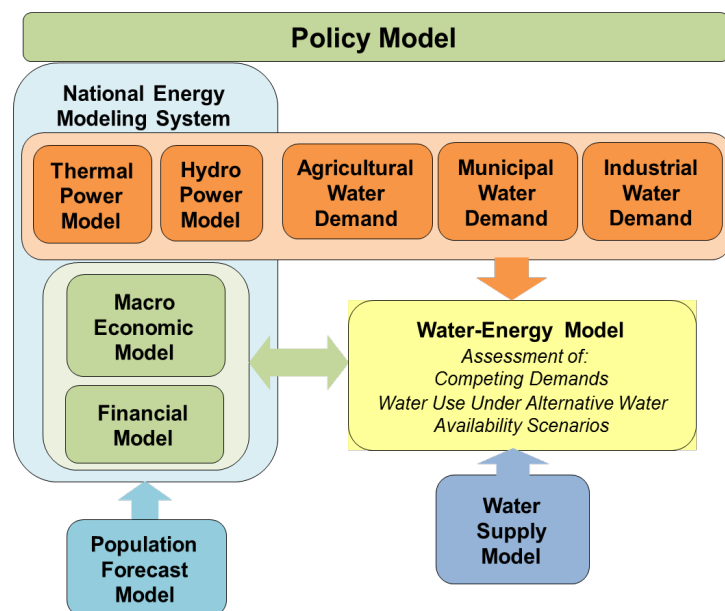 Policy Model
National Energy
Modeling System
Thermal
Power
Model
Hydro
Power
Model
Agricultural
Water
Demand
Municipal
Water
Demand
Industrial
Water
Demand
Macro
Economic
Model
Financial
Model
Water-Energy Model
Assessment of:
Competing Demands
Water Use Under Alternative Water
Availability Scenarios
Population
Forecast
Model
Water
Supply
Model